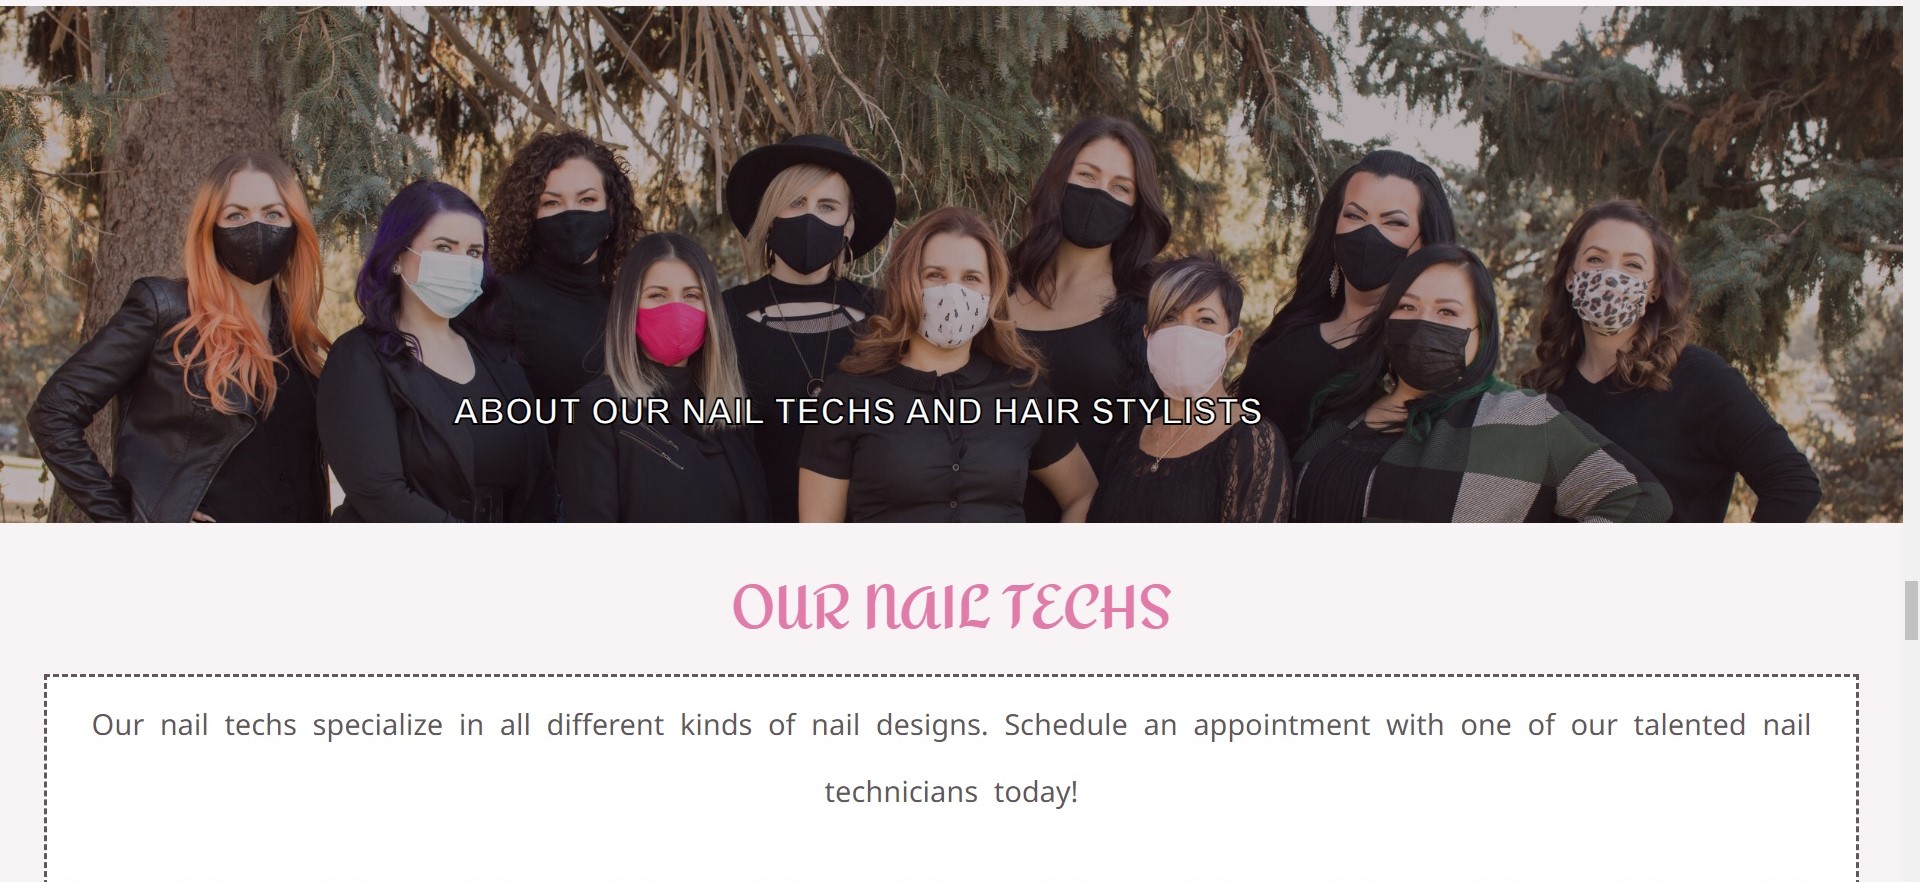 ABOUT OUR NAIL TECHS AND HAIR STYLISTS
OUR NAIL TECHS
Our nail techs specialize in all different kinds of nail designs. Schedule an appointment with one of our talented nail
technicians today!